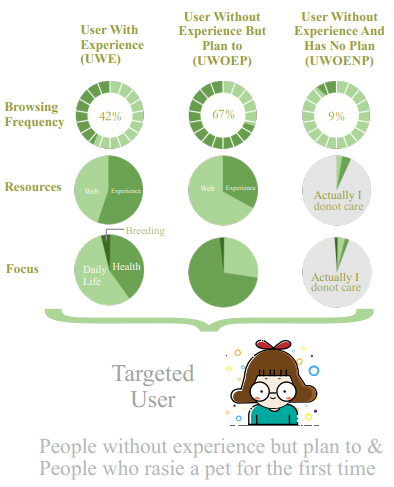 User With
Experience
(UWE)
User Without
Experience But
Plan to
(UWOEP)
User Without
Experience And
Has No Plan
(UWOENP)
Browsing
Frequency
42%
67%
9%
Resources
Web
Experience
Web
Experience
Actually I
donot care
Breeding
Focus
Daily
Life
Health
Actually I
donot care
Targeted
User
People without experience but plan to &
People who rasie a pet for the first time